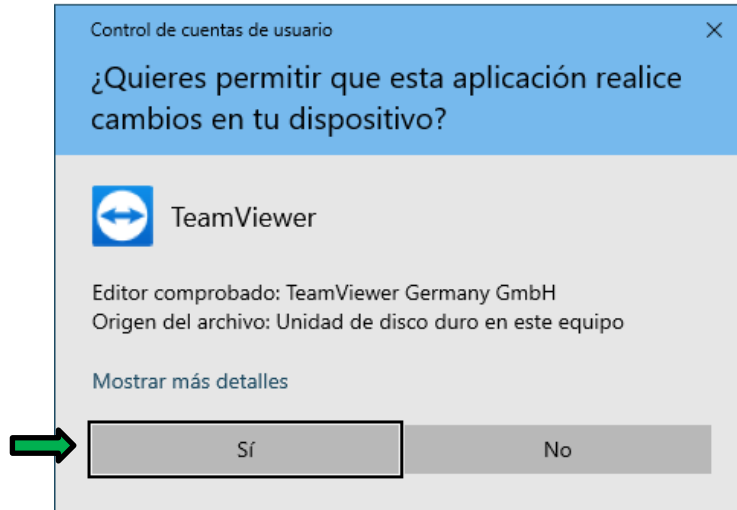 Control de cuentas de usuario
¿Quieres permitir que esta aplicación realice
cambios en tu dispositivo?
TeamViewer
Editor comprobado: TeamViewer Germany GmbH
Origen del archivo: Unidad de disco duro en este equipo
Mostrar más detalles
Sí
No